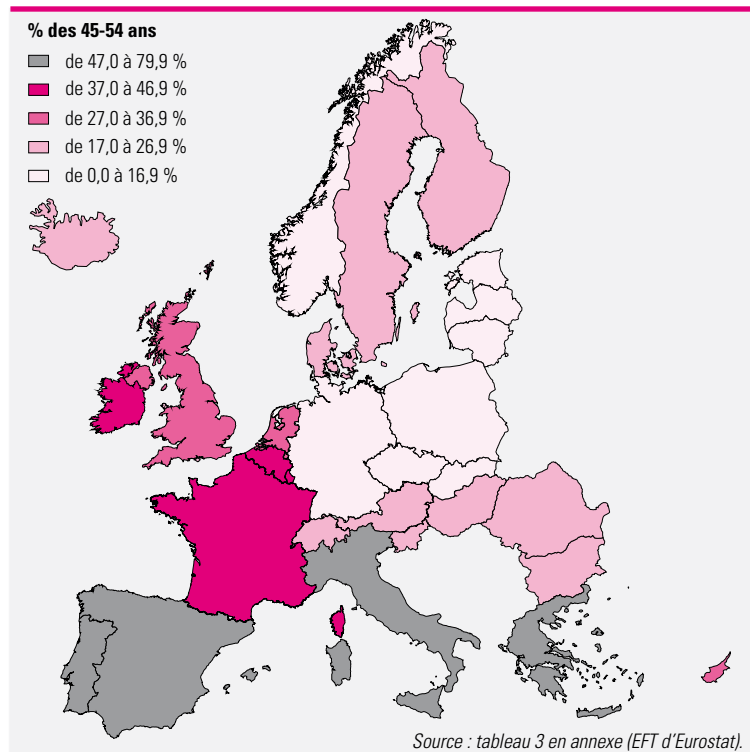 % des 45-54 ans
de 47,0 à 79,9 %
de 37,0 à 46,9 %
de 27,0 à 36,9 %
de 17,0 à 26,9 %
de 0,0 à 16,9 %
Source : tableau 3 en annexe (EFT d'Eurostat).